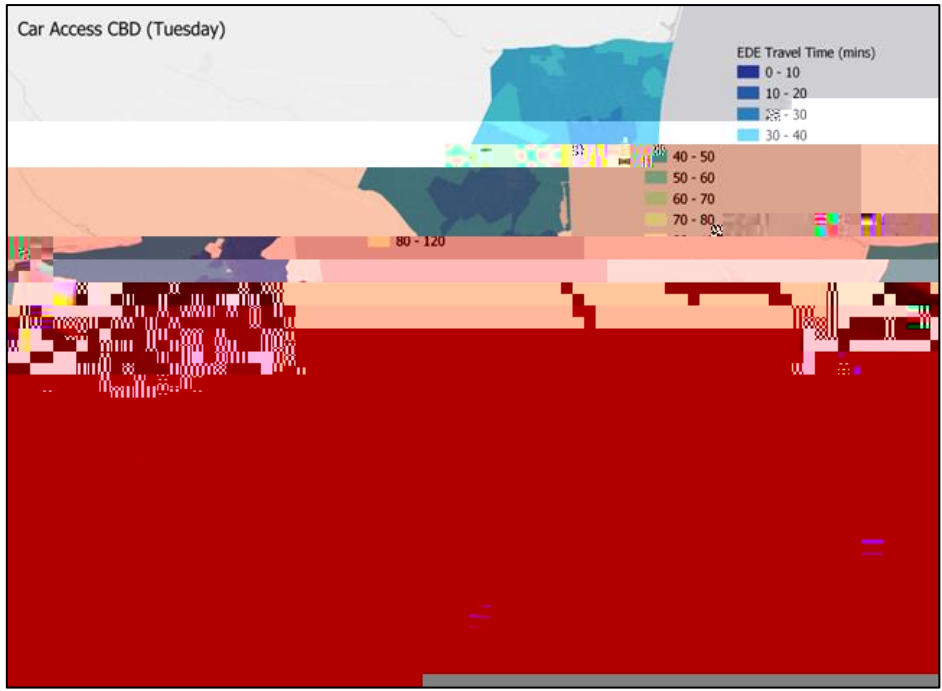 Car Access CBD (Tuesday)
EDE Travel Time (mins)
0 - 10
10 - 20
- 30
30 - 40
40 - 50
50 - 60
60 - 70
70 - 80
80 - 120